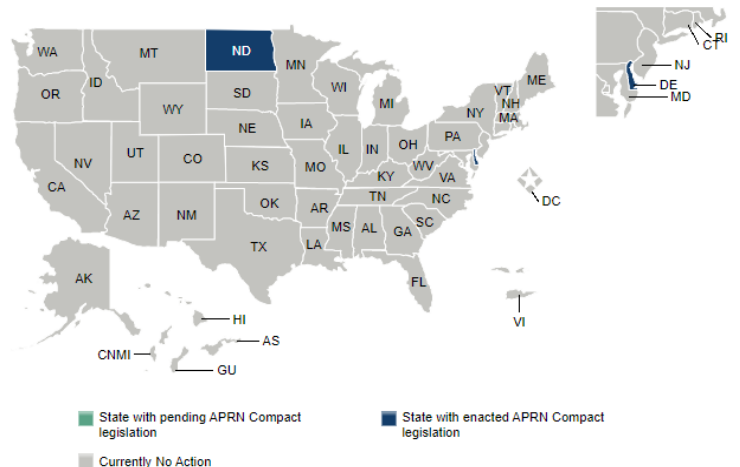 WA
MT
ND
MN
OR
ID
SD
WI
MI
ME
VT
NH
MA
NY
WY
NE
IA
PA
NV
UT
CO
KS
IL
IN
OH
MO
KY
WV
VA
CA
AZ
NM
OK
AR
TN
NC
TX
LA
MS
AL
GA
SC
FL
AK
RI
CT
NJ
DE
MD
DC
HI
AS
CNMI
GU
VI
State with pending APRN Compact
legislation
State with enacted APRN Compact
legislation
Currently No Action